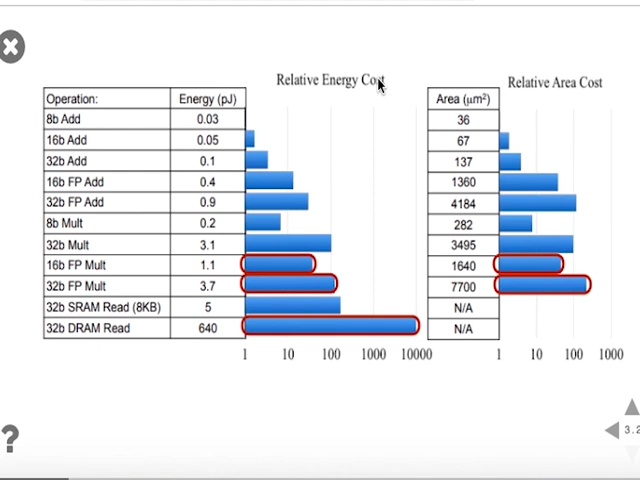 Relative Energy Cost
Relative Area Cost
Operation: Energy (pJ) Area (μm²)
8b Add 0.03 36
16b Add 0.05 67
32b Add 0.1 137
16b FP Add 0.4 1360
32b FP Add 0.9 4184
8b Mult 0.2 282
32b Mult 3.1 3495
16b FP Mult 1.1 1640
32b FP Mult 3.7 7700
32b SRAM Read (8KB) 5 N/A
32b DRAM Read 640 N/A
1 10 100 1000 10000 1 10 100 1000
?
3.2